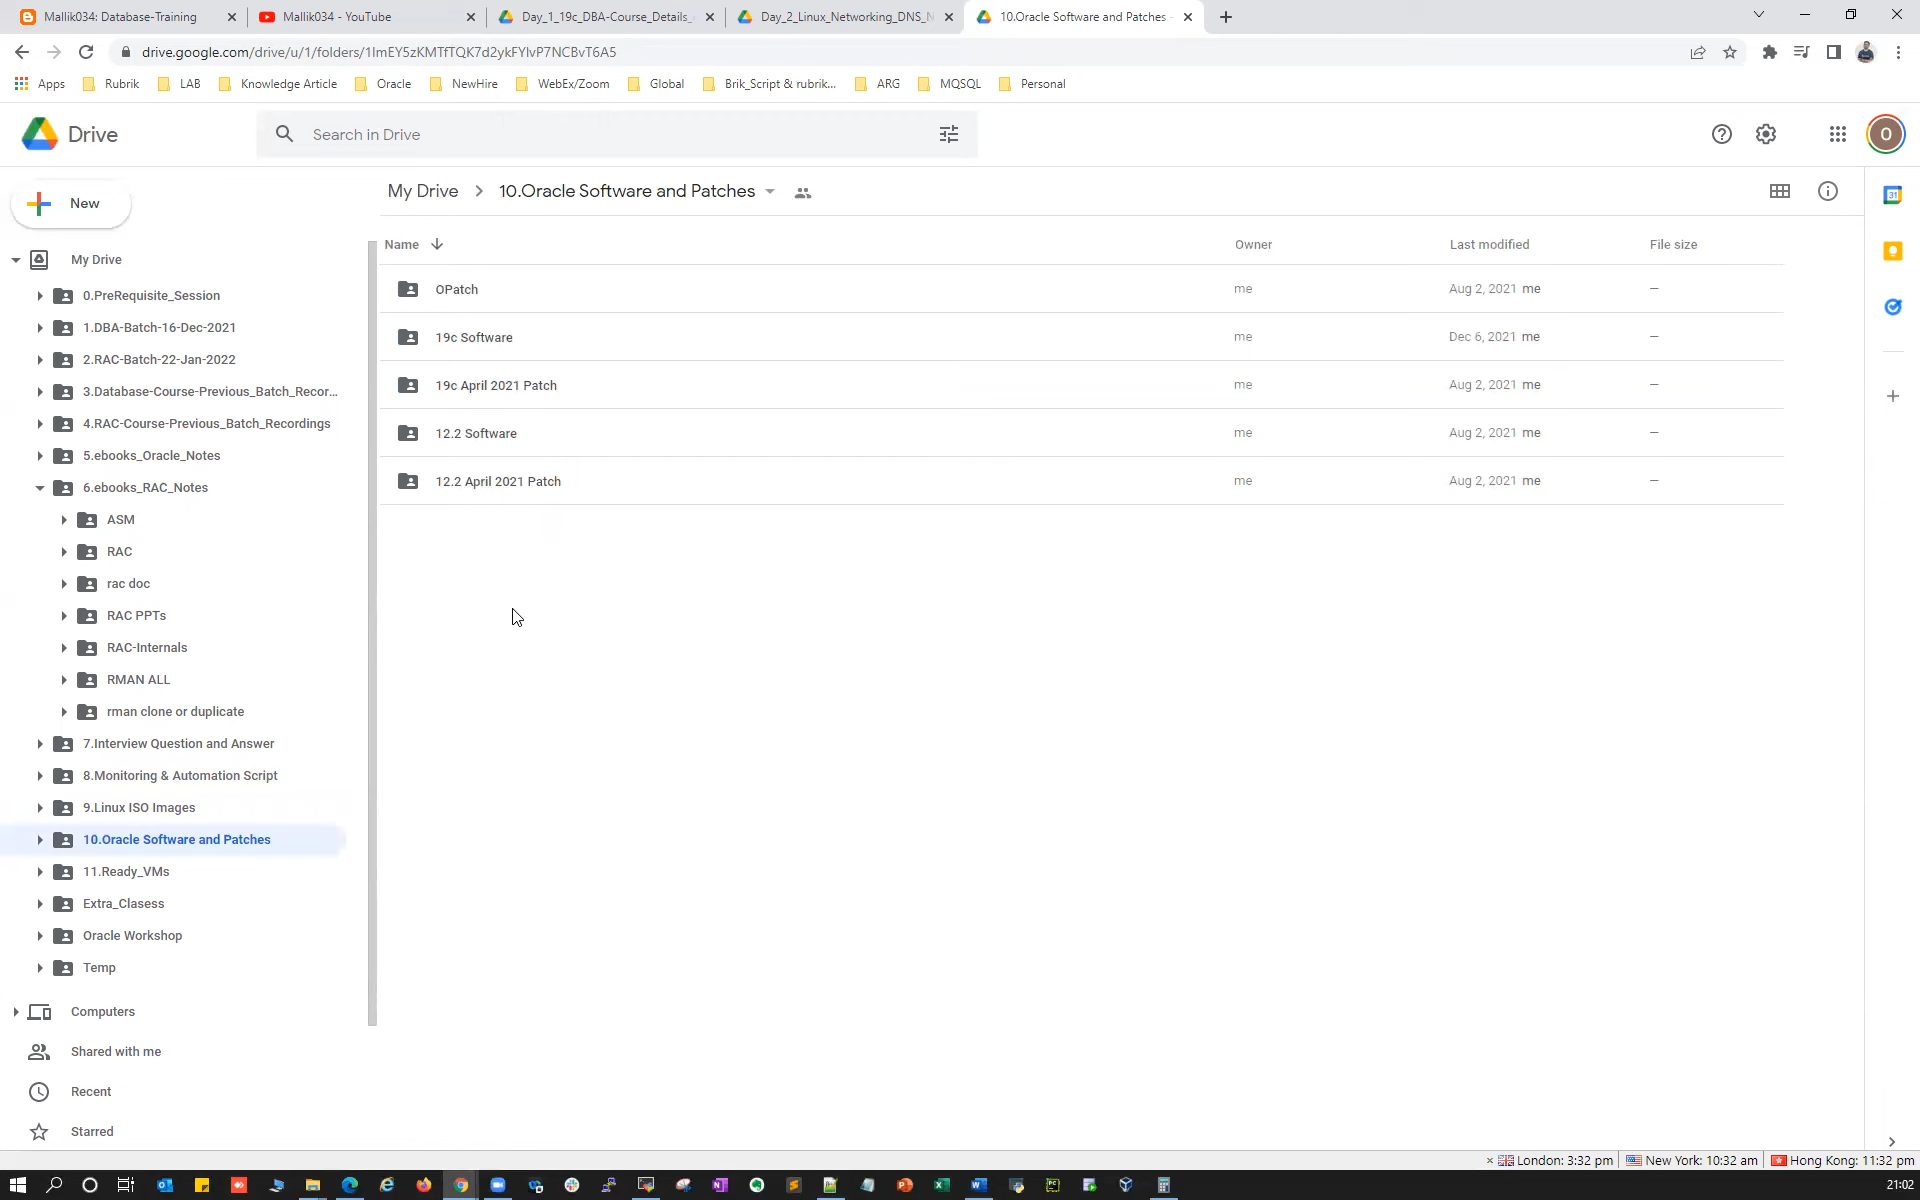 Mallik034: Database-Training
Mallik034 - YouTube
Day_1_19c_DBA-Course_Details_
Day_2_Linux_Networking_DNS_N
10.Oracle Software and Patches -
drive.google.com/drive/u/1/folders/1ImEY5zKMTfTQK7d2ykFYlvP7NCBvT6A5
Apps
Rubrik
LAB
Knowledge Article
Oracle
NewHire
WebEx/Zoom
Global
Brik_Script & rubrik...
ARG
MQSQL
Personal
Drive
Search in Drive
O
New
My Drive
10.Oracle Software and Patches
Name
Owner
Last modified
File size
OPatch
me
Aug 2, 2021 me
—
19c Software
me
Dec 6, 2021 me
—
19c April 2021 Patch
me
Aug 2, 2021 me
—
12.2 Software
me
Aug 2, 2021 me
—
12.2 April 2021 Patch
me
Aug 2, 2021 me
—
My Drive
0.PreRequisite_Session
1.DBA-Batch-16-Dec-2021
2.RAC-Batch-22-Jan-2022
3.Database-Course-Previous_Batch_Recor...
4.RAC-Course-Previous_Batch_Recordings
5.ebooks_Oracle_Notes
6.ebooks_RAC_Notes
ASM
RAC
rac doc
RAC PPTs
RAC-Internals
RMAN ALL
rman clone or duplicate
7.Interview Question and Answer
8.Monitoring & Automation Script
9.Linux ISO Images
10.Oracle Software and Patches
11.Ready_VMs
Extra_Clasess
Oracle Workshop
Temp
Computers
Shared with me
Recent
Starred
31
London: 3:32 pm
New York: 10:32 am
Hong Kong: 11:32 pm
21:02